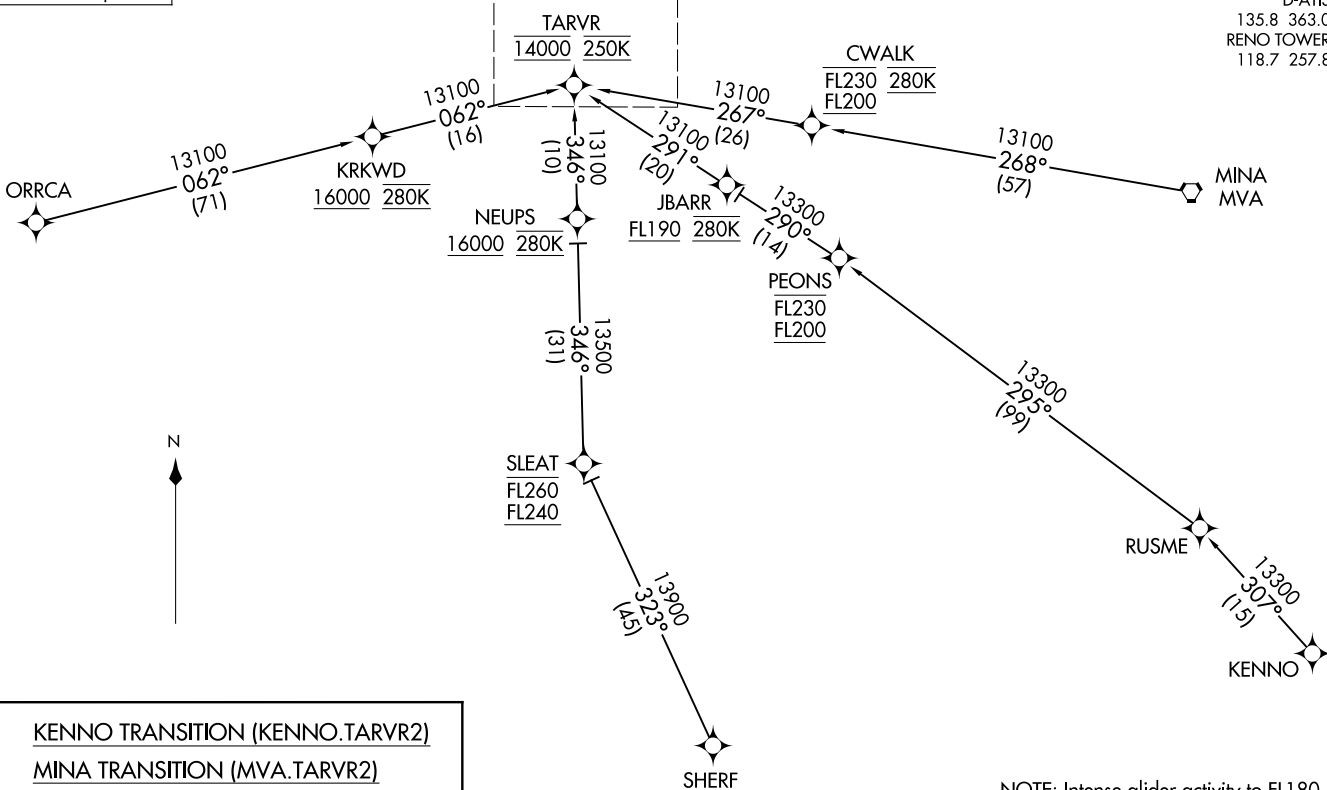 D-ATIS
135.8 363.0
RENO TOWER
118.7 257.8
TARVR
14000 250K
CWALK
FL230 280K
FL200
13100
062°
(16)
13100
267°
(26)
13100
291°
(20)
13100
346°
(10)
13100
268°
(57)
MINA
MVA
13100
062°
(71)
ORRCA
KRKWD
16000 280K
NEUPS
16000 280K
JBARR
FL190 280K
13300
290°
(14)
PEONS
FL230
FL200
13500
346°
(31)
13300
295°
(99)
N
SLEAT
FL260
FL240
RUSME
13300
307°
(15)
13900
323°
(45)
KENNO
KENNO TRANSITION (KENNO.TARVR2)
MINA TRANSITION (MVA.TARVR2)
SHERF
NOTE: Intense glider activity to FL180